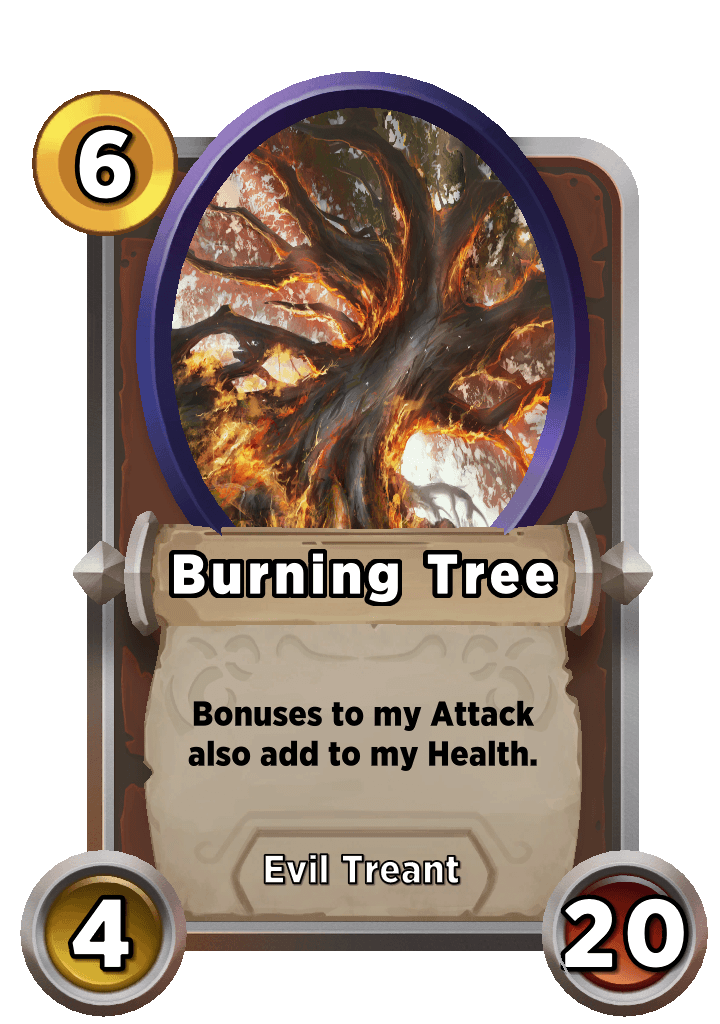 6
Burning Tree
Bonuses to my Attack
also add to my Health.
Evil Treant
4
20